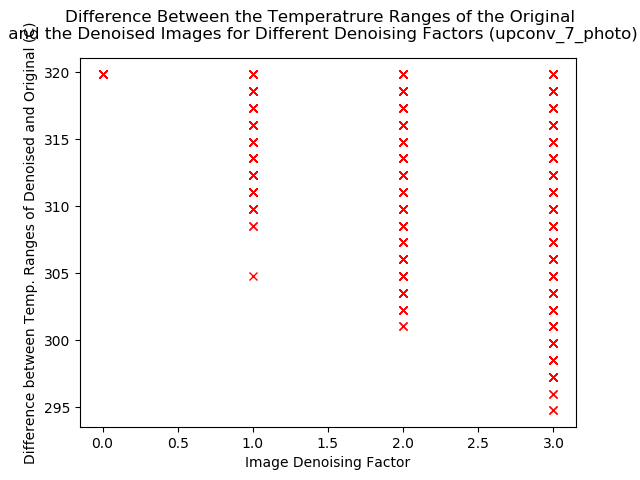 Difference Between the Temperatrure Ranges of the Original
and the Denoised Images for Different Denoising Factors (upconv_7_photo)
Difference between Temp. Ranges of Denoised and Original (C)
320
315
310
305
300
295
0.0 0.5 1.0 1.5 2.0 2.5 3.0
Image Denoising Factor